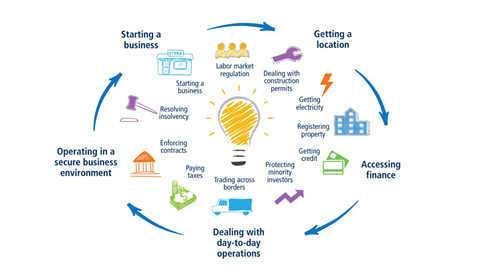 Starting a
business
Getting a
location
Labor market
regulation
Dealing with
construction
permits
STORE
Starting a
business
Getting
electricity
Resolving
insolvency
Registering
property
Enforcing
contracts
Getting
credit
Operating in a
secure business
environment
Accessing
finance
Paying
taxes
Protecting
minority
investors
Trading across
borders
Dealing with
day-to-day
operations